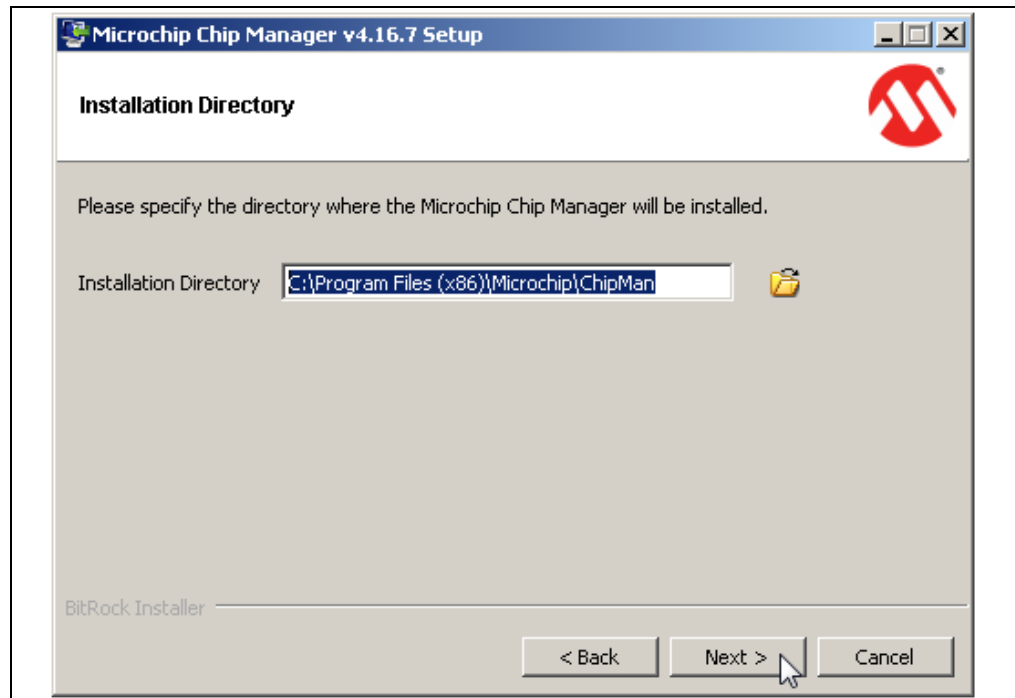 Microchip Chip Manager v4.16.7 Setup
Installation Directory
Please specify the directory where the Microchip Chip Manager will be installed.
Installation Directory C:\Program Files (x86)\Microchip\ChipMan
BitRock Installer
< Back Next > Cancel